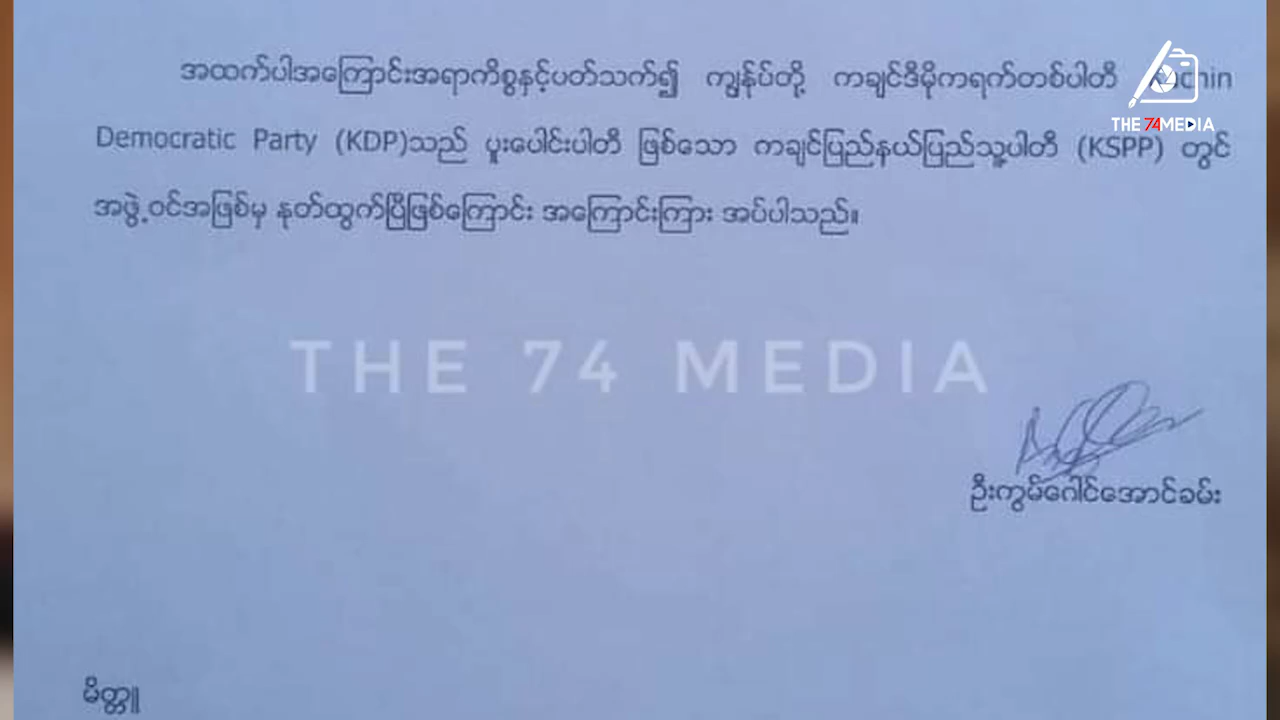 အထက်ပါအကြောင်းအရာကိစ္စနှင့်ပတ်သက်၍ ကျွန်ုပ်တို့ ကချင်ဒီမိုကရက်တစ်ပါတီ
THE 74 MEDIA
Democratic Party (KDP)သည် ပူးပေါင်းပါတီ ဖြစ်သော ကချင်ပြည်နယ်ပြည်သူ့ပါတီ (KSPP) တွင်
အဖွဲ့ဝင်အဖြစ်မှ နုတ်ထွက်ပြီဖြစ်ကြောင်း အကြောင်းကြား အပ်ပါသည်။
THE 74 MEDIA
ဦးကွမ်ဂေါင်အောင်ခမ်း
မိတ္တူ